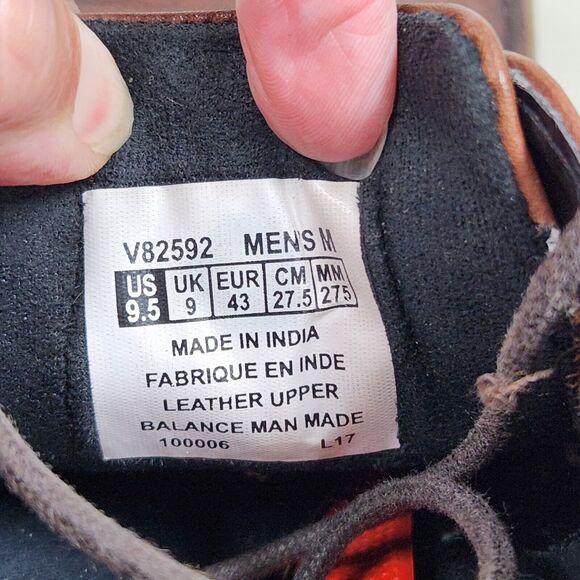 V82592 MEN'S M
US UK EUR CM MM
9.5 9 43 27.5 275
MADE IN INDIA
FABRIQUE EN INDE
LEATHER UPPER
BALANCE MAN MADE
100006 L17